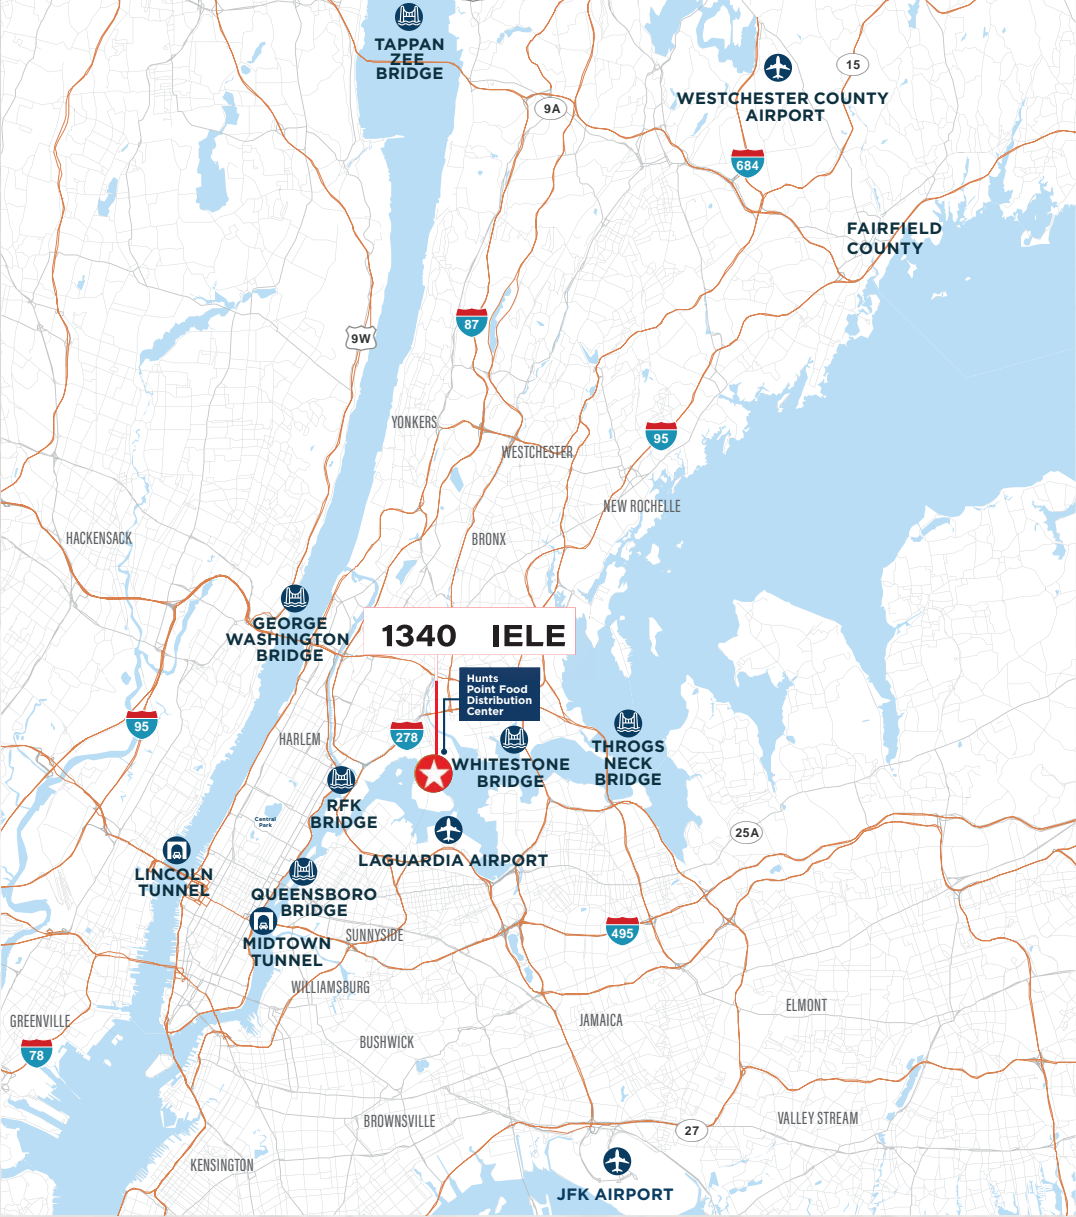 TAPPAN
ZEE
BRIDGE
WESTCHESTER COUNTY
AIRPORT
15
9A
684
FAIRFIELD
COUNTY
87
9W
YONKERS
WESTCHESTER
95
NEW ROCHELLE
HACKENSACK
BRONX
GEORGE
WASHINGTON
BRIDGE
1340 IELE
Hunts
Point Food
Distribution
Center
95
HARLEM
278
WHITESTONE
BRIDGE
THROGS
NECK
BRIDGE
RFK
BRIDGE
Central
Park
25A
LAGUARDIA AIRPORT
LINCOLN
TUNNEL
QUEENSBORO
BRIDGE
MIDTOWN
TUNNEL
SUNNYSIDE
495
WILLIAMSBURG
GREENVILLE
JAMAICA
ELMONT
78
BUSHWICK
BROWNSVILLE
27
VALLEY STREAM
KENSINGTON
JFK AIRPORT